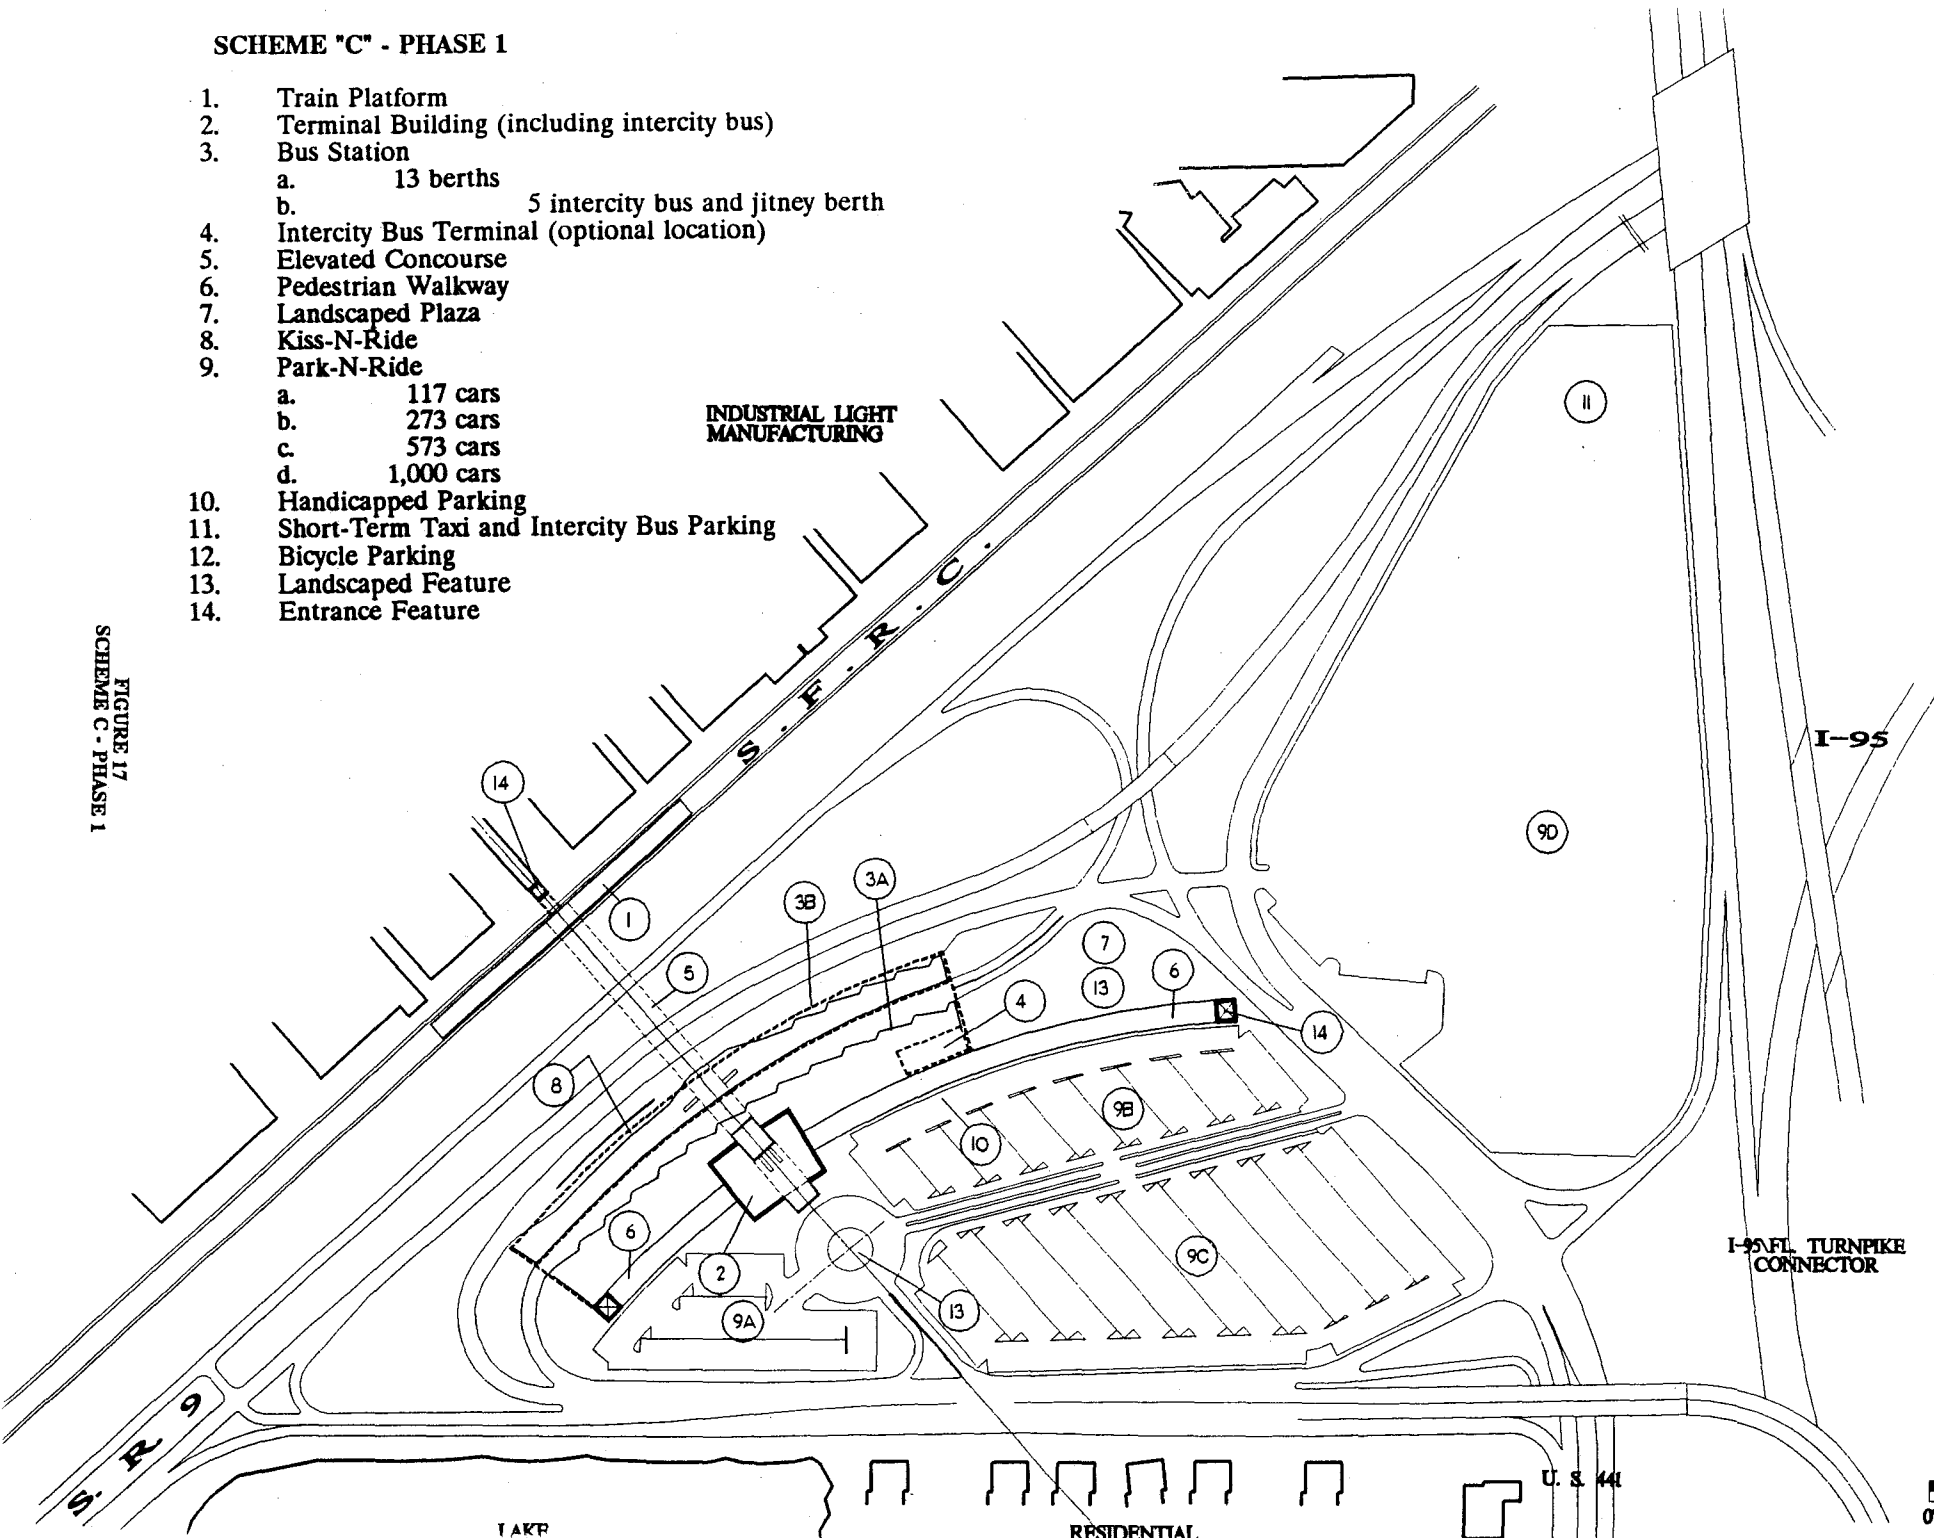 SCHEME "C" - PHASE 1
1. Train Platform
2. Terminal Building (including intercity bus)
3. Bus Station
a. 13 berths
b. 5 intercity bus and jitney berth
4. Intercity Bus Terminal (optional location)
5. Elevated Concourse
6. Pedestrian Walkway
7. Landscaped Plaza
8. Kiss-N-Ride
9. Park-N-Ride
a. 117 cars
b. 273 cars
c. 573 cars
d. 1,000 cars
10. Handicapped Parking
11. Short-Term Taxi and Intercity Bus Parking
12. Bicycle Parking
13. Landscaped Feature
14. Entrance Feature
INDUSTRIAL LIGHT
MANUFACTURING
FIGURE 17
SCHEME C - PHASE 1
S . F . R . C .
11
I-95
14
9D
3A
3B
1
7
5
6
13
4
14
8
9B
10
6
9C
2
I-95\FL. TURNPIKE
CONNECTOR
13
9A
S. R 9
U. S. 441
LAKE
RESIDENTIAL